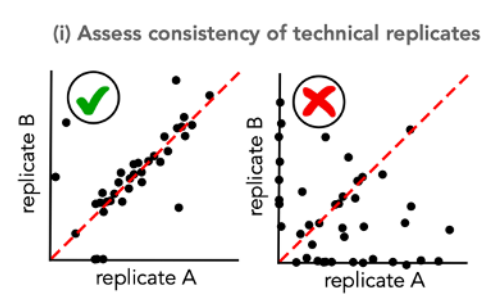 (i) Assess consistency of technical replicates
replicate B
replicate A
replicate B
replicate A